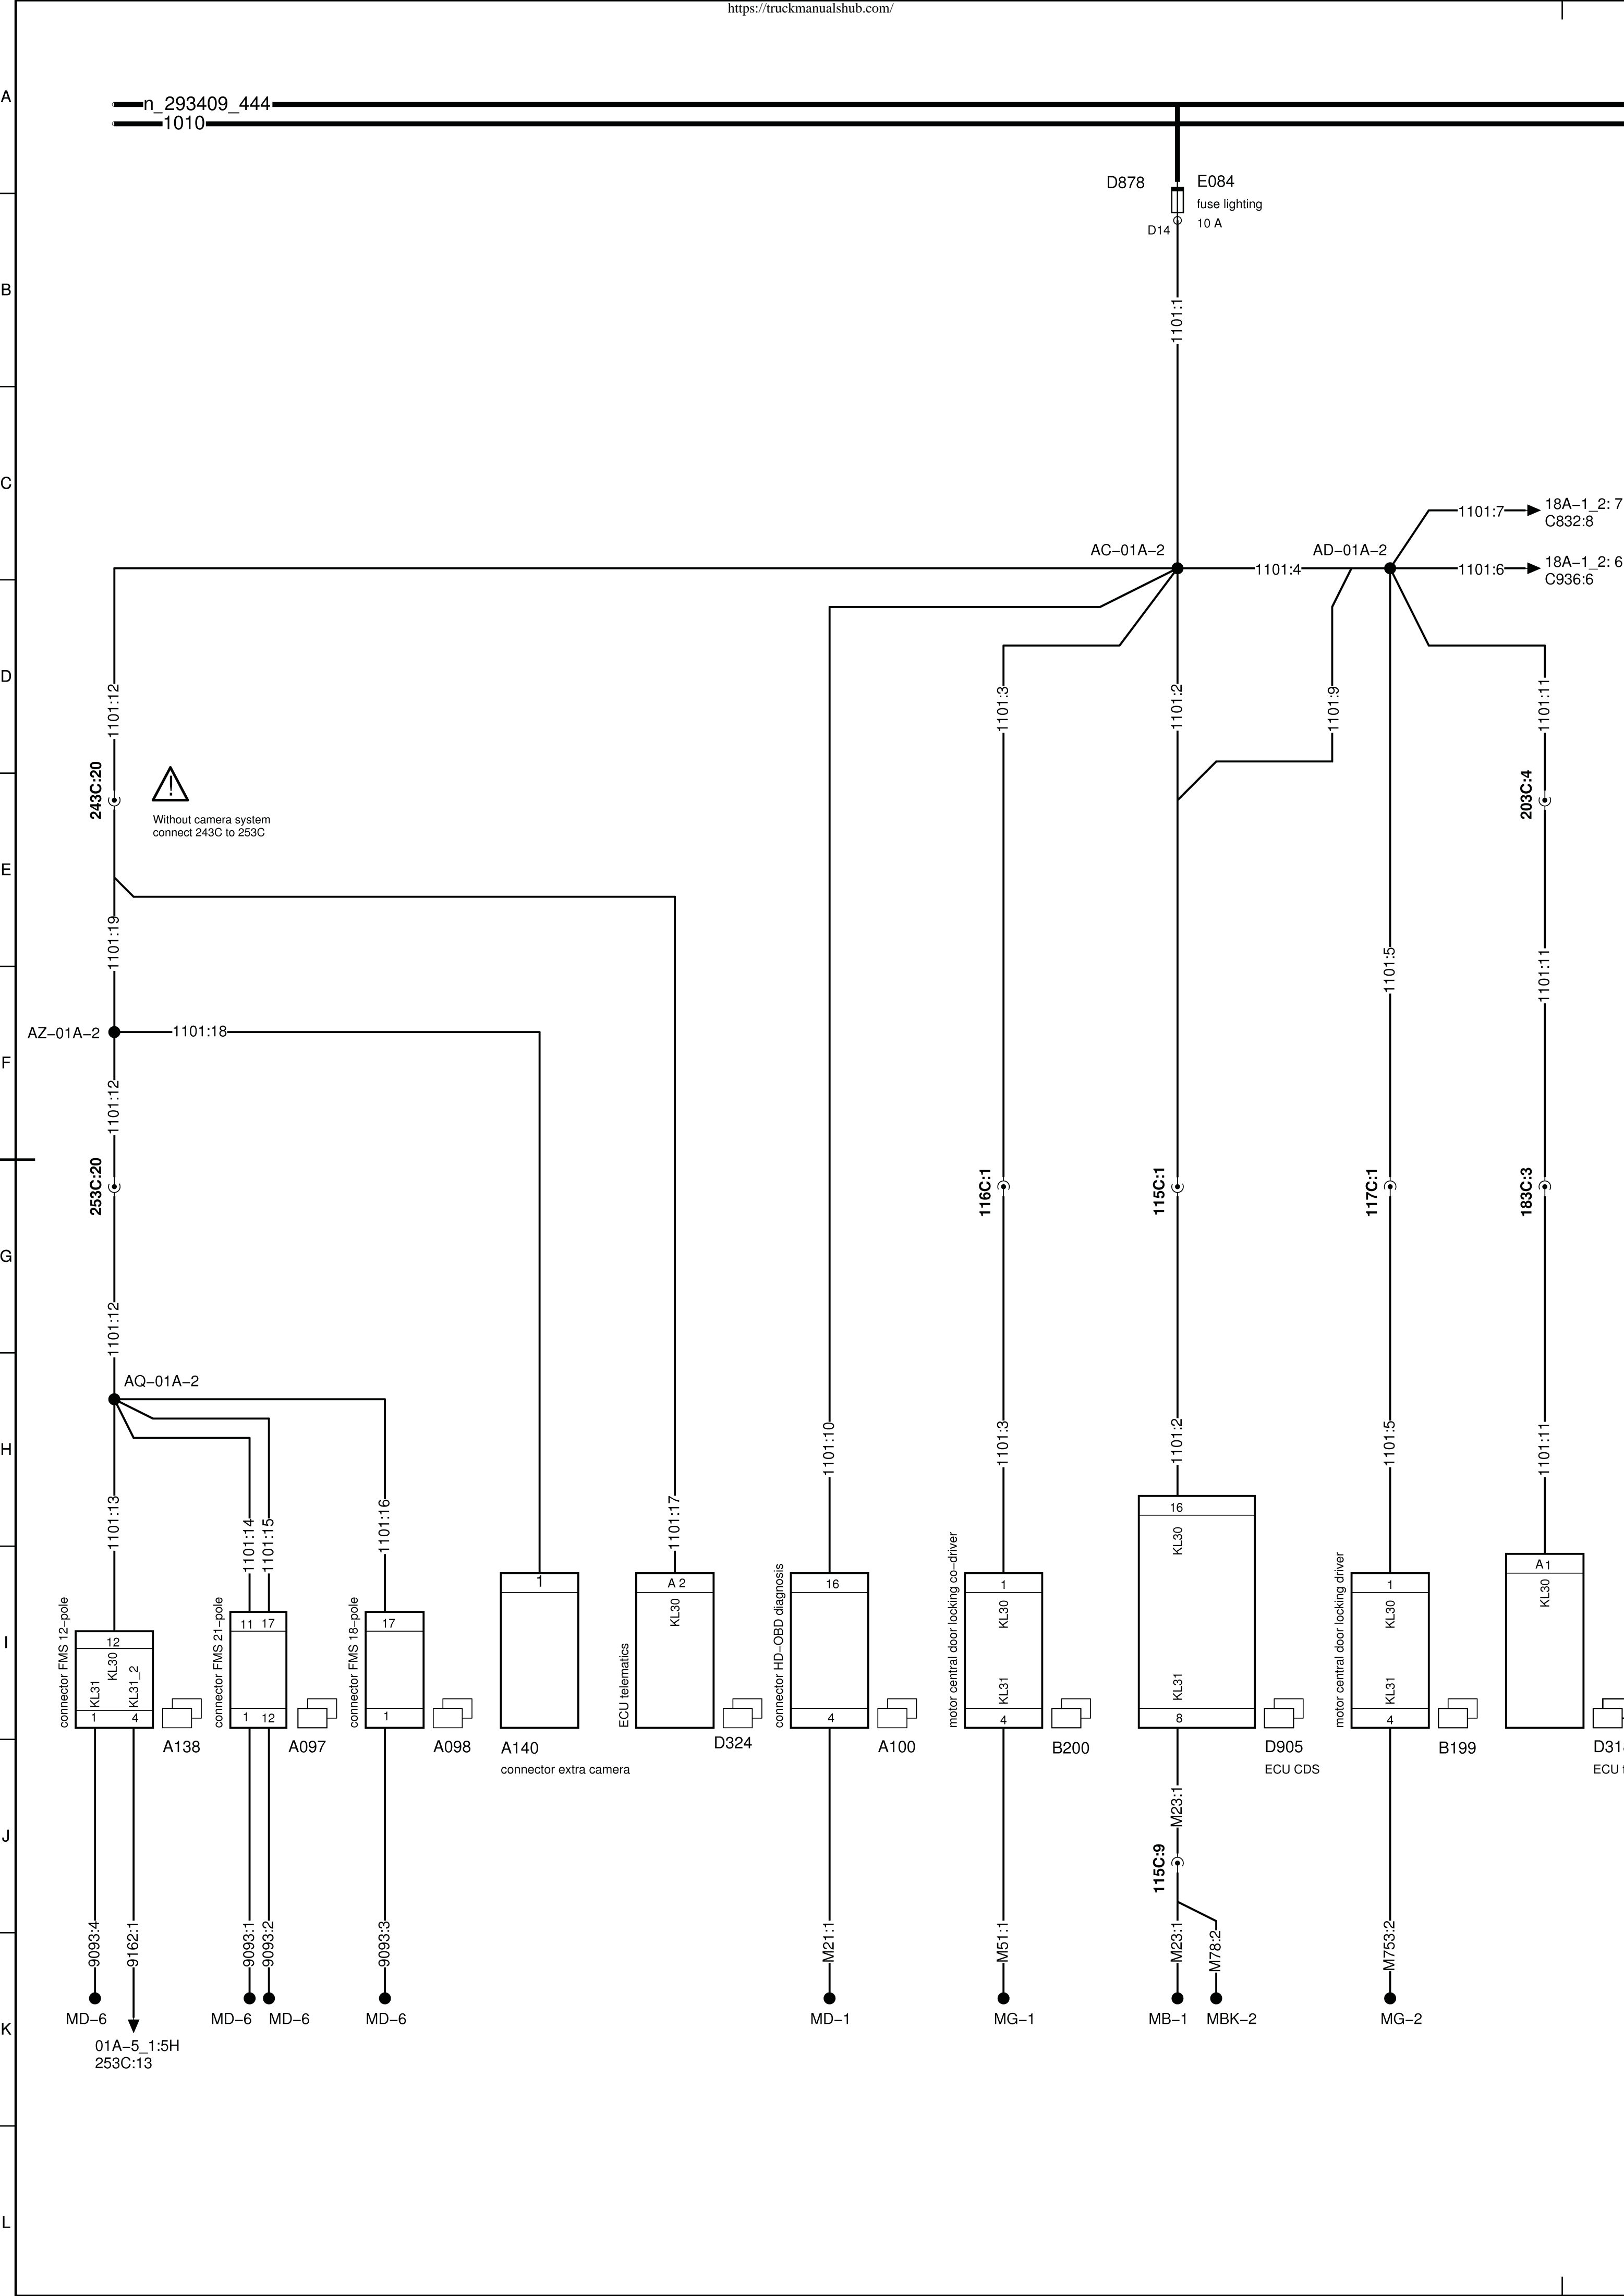 https://truckmanualshub.com/
A
n_293409_444
1010
D878
E084
fuse lighting
10 A
D14
B
1101:1
C
18A−1_2: 7
C832:8
1101:7
AC−01A−2
AD−01A−2
1101:4
1101:6
18A−1_2: 6
C936:6
D
1101:12
1101:3
1101:2
1101:9
1101:11
243C:20
203C:4
Without camera system
connect 243C to 253C
E
1101:19
1101:5
1101:11
AZ−01A−2
1101:18
F
1101:12
253C:20
116C:1
115C:1
117C:1
183C:3
G
1101:12
AQ−01A−2
H
1101:10
1101:3
1101:2
1101:5
1101:11
1101:13
1101:14
1101:15
1101:16
1101:17
I
connector FMS 12−pole
12
KL31
KL30
KL31_2
1
4
A138
connector FMS 21−pole
11
17
1
12
A097
connector FMS 18−pole
17
1
A098
1
A140
connector extra camera
ECU telematics
A 2
KL30
D324
connector HD−OBD diagnosis
16
4
A100
motor central door locking co−driver
1
KL30
KL31
4
B200
16
KL30
KL31
8
D905
ECU CDS
motor central door locking driver
1
KL30
KL31
4
B199
A 1
KL30
ECU
J
M23:1
115C:9
9093:4
9162:1
9093:1
9093:2
9093:3
M21:1
M51:1
M23:1
M78:2
M753:2
K
MD−6
MD−6
MD−6
MD−6
MD−1
MG−1
MB−1
MBK−2
MG−2
01A−5_1:5H
253C:13
L